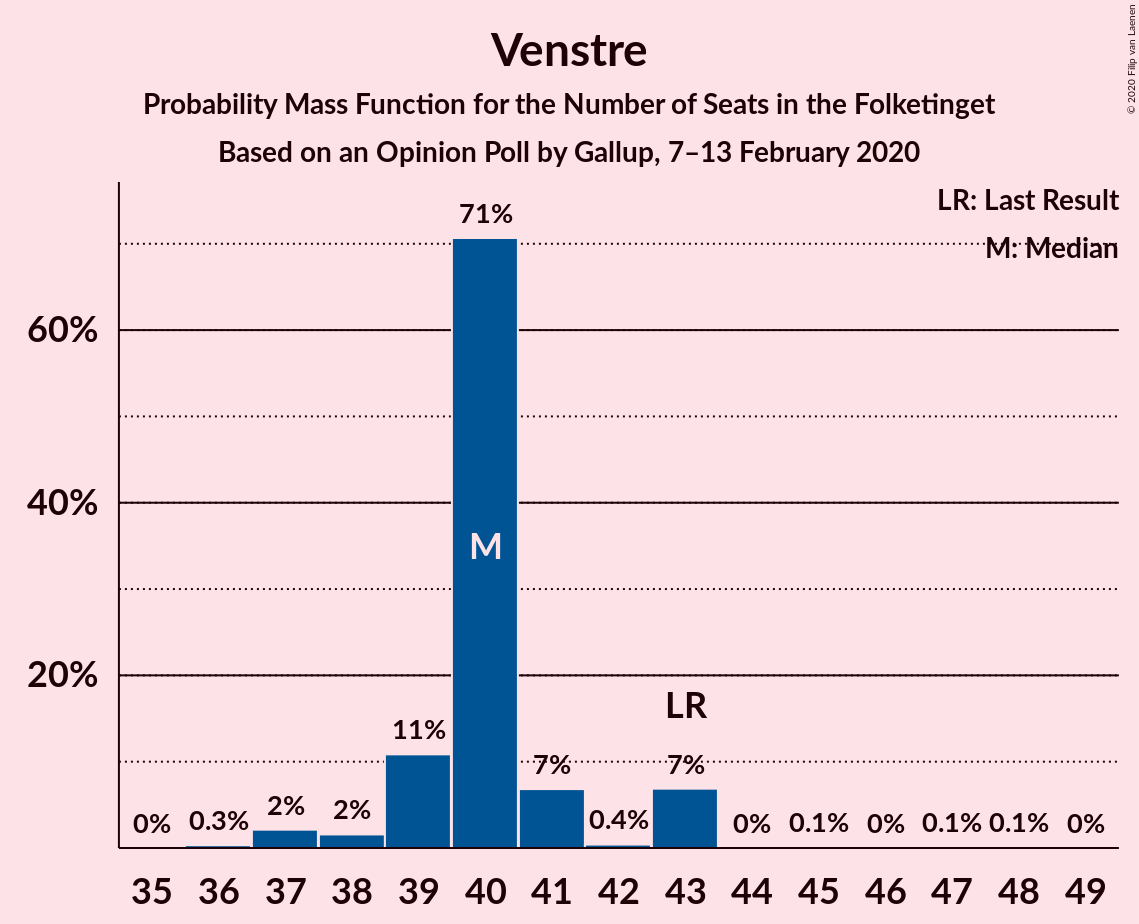 Venstre
Probability Mass Function for the Number of Seats in the Folketinget
Based on an Opinion Poll by Gallup, 7–13 February 2020
© 2020 Filip van Laenen
LR: Last Result
M: Median
60%
40%
20%
0%
0.3%
2%
2%
11%
71%
7%
0.4%
7%
0%
0.1%
0%
0.1%
0.1%
0%
M
LR
35 36 37 38 39 40 41 42 43 44 45 46 47 48 49